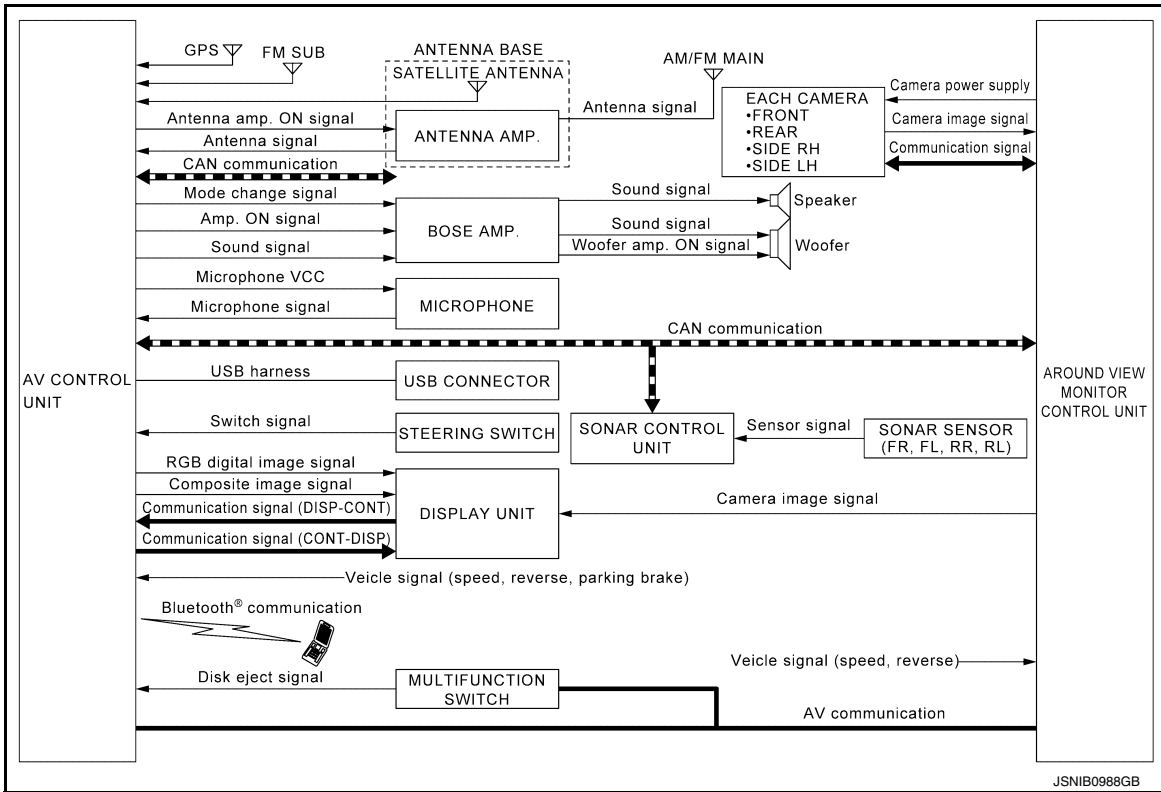 GPS
FM SUB
ANTENNA BASE
SATELLITE ANTENNA
AM/FM MAIN
Antenna signal
Antenna amp. ON signal
Antenna signal
ANTENNA AMP.
CAN communication
EACH CAMERA
•FRONT
•REAR
•SIDE RH
•SIDE LH
Camera power supply
Camera image signal
Communication signal
Mode change signal
Amp. ON signal
Sound signal
BOSE AMP.
Sound signal
Speaker
Sound signal
Woofer amp. ON signal
Woofer
Microphone VCC
Microphone signal
MICROPHONE
CAN communication
AV CONTROL
UNIT
AROUND VIEW
MONITOR
CONTROL UNIT
USB harness
USB CONNECTOR
Switch signal
STEERING SWITCH
SONAR CONTROL
UNIT
Sensor signal
SONAR SENSOR
(FR, FL, RR, RL)
RGB digital image signal
Composite image signal
Communication signal (DISP-CONT)
Communication signal (CONT-DISP)
DISPLAY UNIT
Camera image signal
Veicle signal (speed, reverse, parking brake)
Bluetooth® communication
Veicle signal (speed, reverse)
Disk eject signal
MULTIFUNCTION
SWITCH
AV communication
JSNIB0988GB